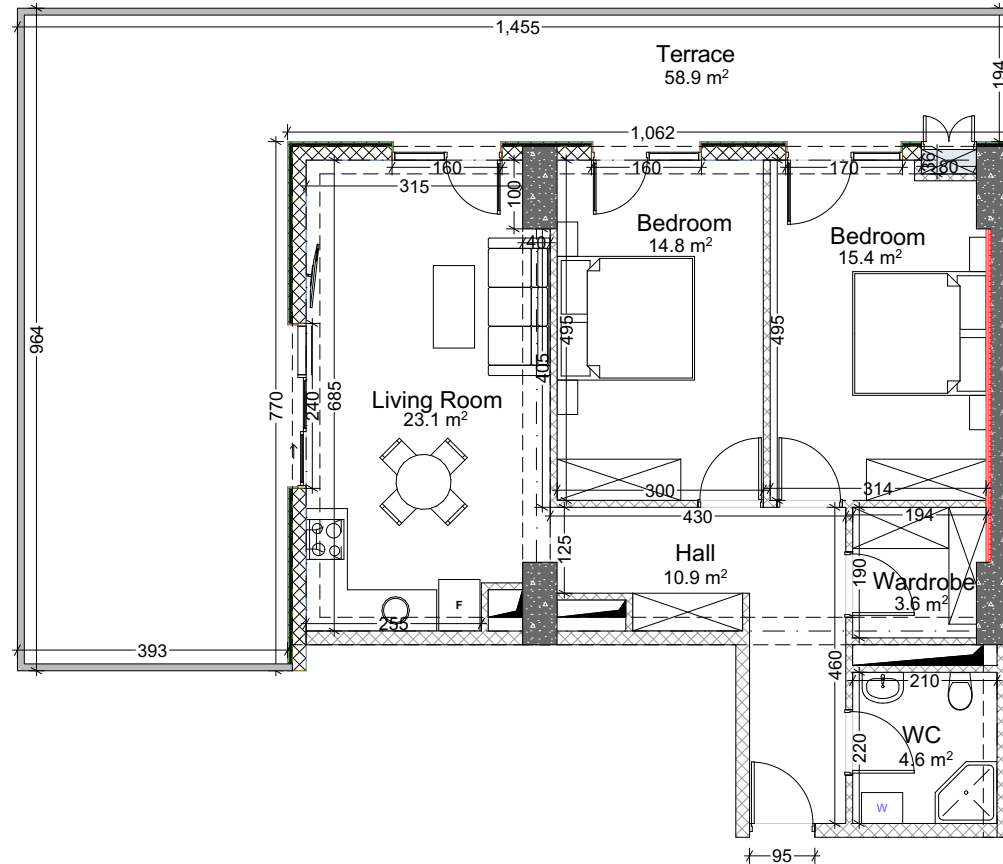 1,455
Terrace
58.9 m²
194
1,062
160
160
170
36
80
315
100
Bedroom
14.8 m²
Bedroom
15.4 m²
40
964
770
240
685
405
495
495
Living Room
23.1 m²
300
314
430
194
125
Hall
10.9 m²
190
Wardrobe
3.6 m²
F
255
393
460
210
WC
4.6 m²
220
W
95